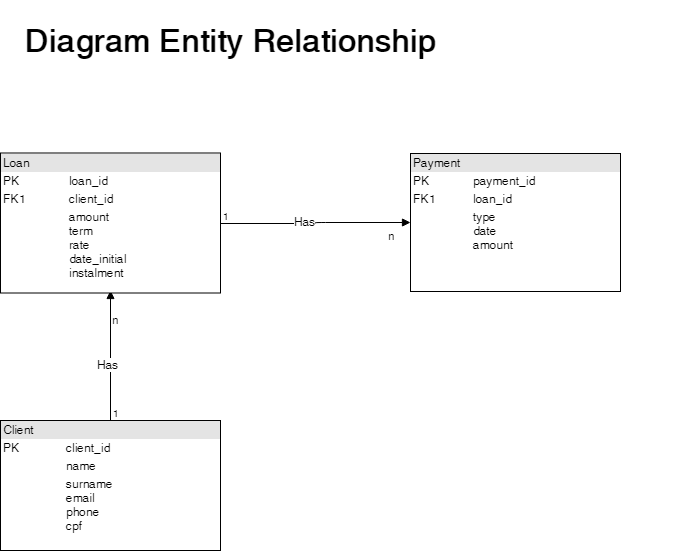 Diagram Entity Relationship
Loan
PK loan_id
FK1 client_id
amount
term
rate
date_initial
instalment
1 Has n
Payment
PK payment_id
FK1 loan_id
type
date
amount
n
Has
1
Client
PK client_id
name
surname
email
phone
cpf